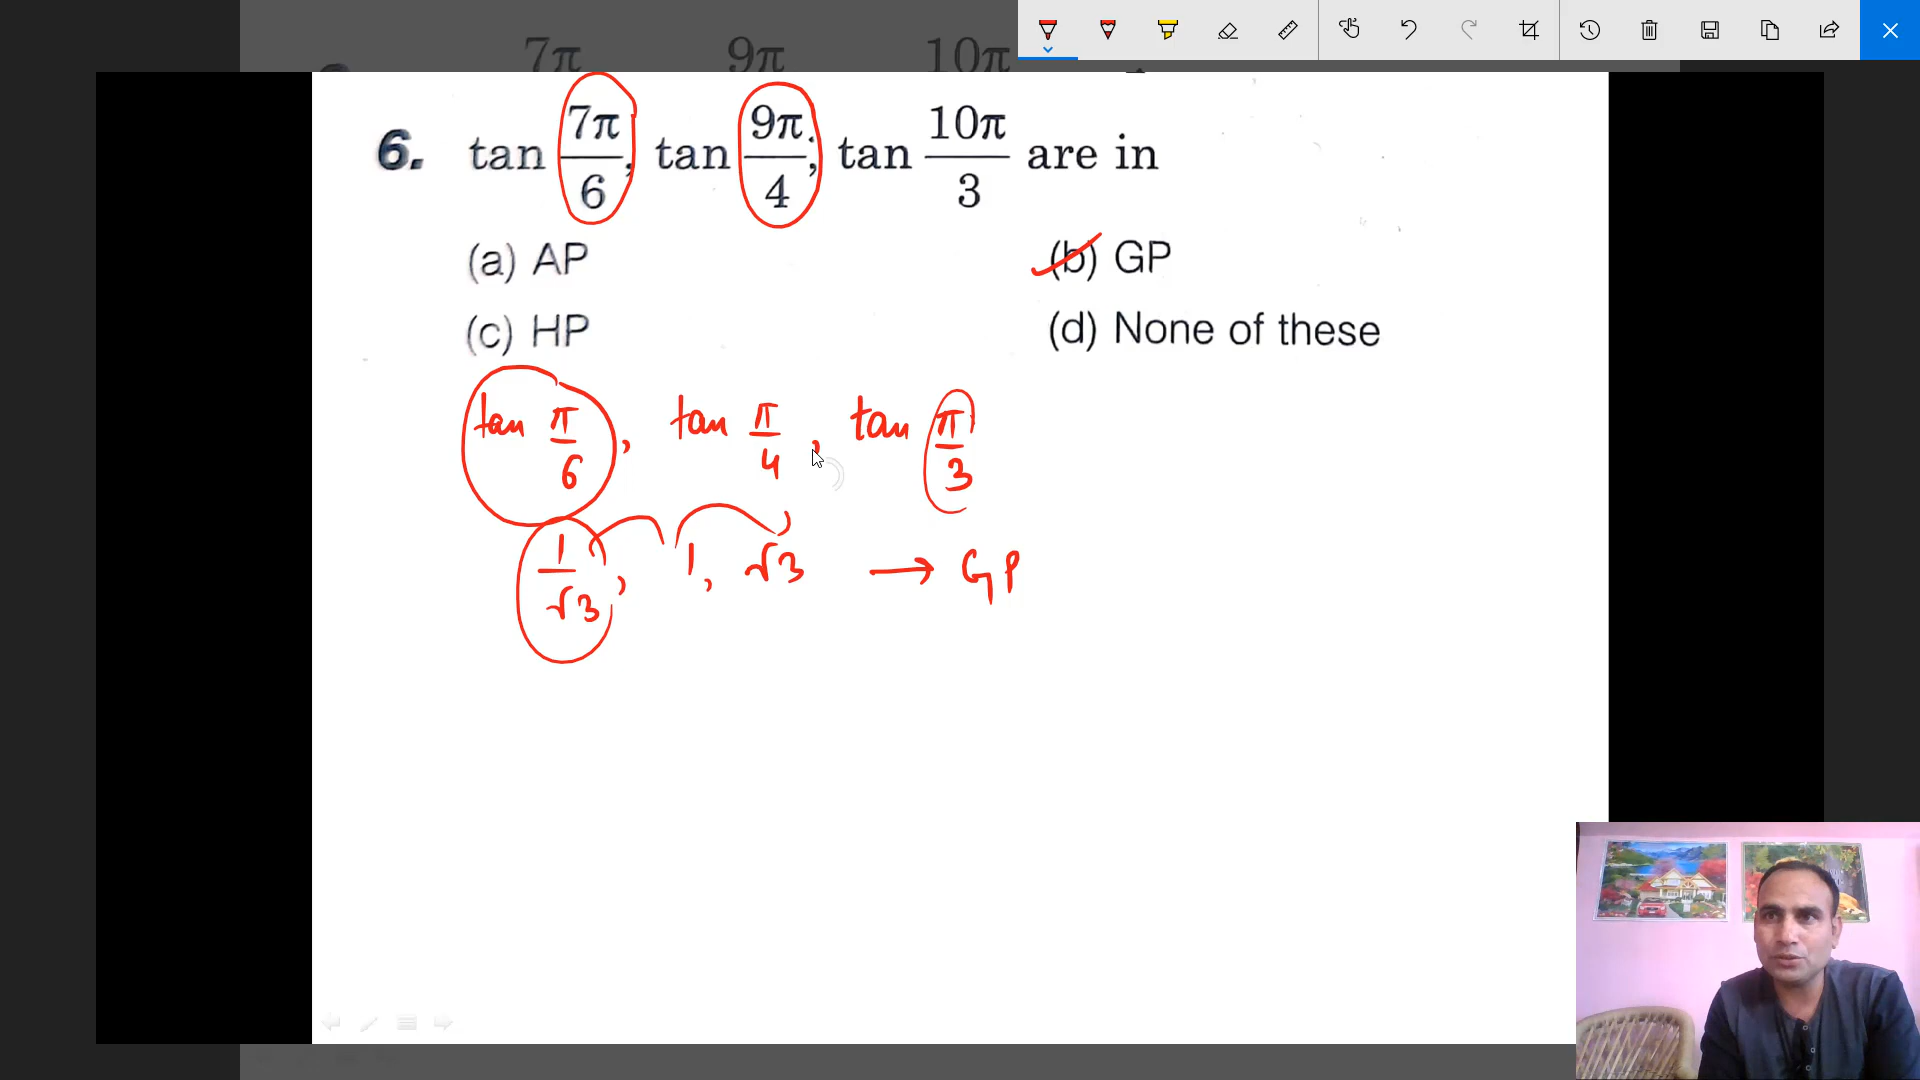 7π 9π 10π
6. tan 7π/6, tan 9π/4, tan 10π/3 are in
(a) AP (b) GP
(c) HP (d) None of these
tan π/6, tan π/4, tan π/3
1/√3, 1, √3 → GP